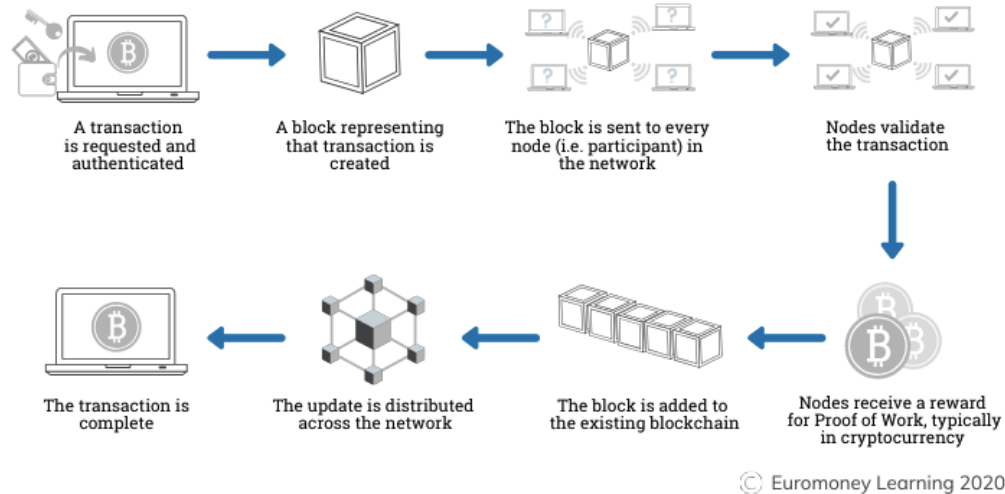 A transaction
is requested and
authenticated
A block representing
that transaction is
created
The block is sent to every
node (i.e. participant) in
the network
Nodes validate
the transaction
The transaction is
complete
The update is distributed
across the network
The block is added to
the existing blockchain
Nodes receive a reward
for Proof of Work, typically
in cryptocurrency
© Euromoney Learning 2020